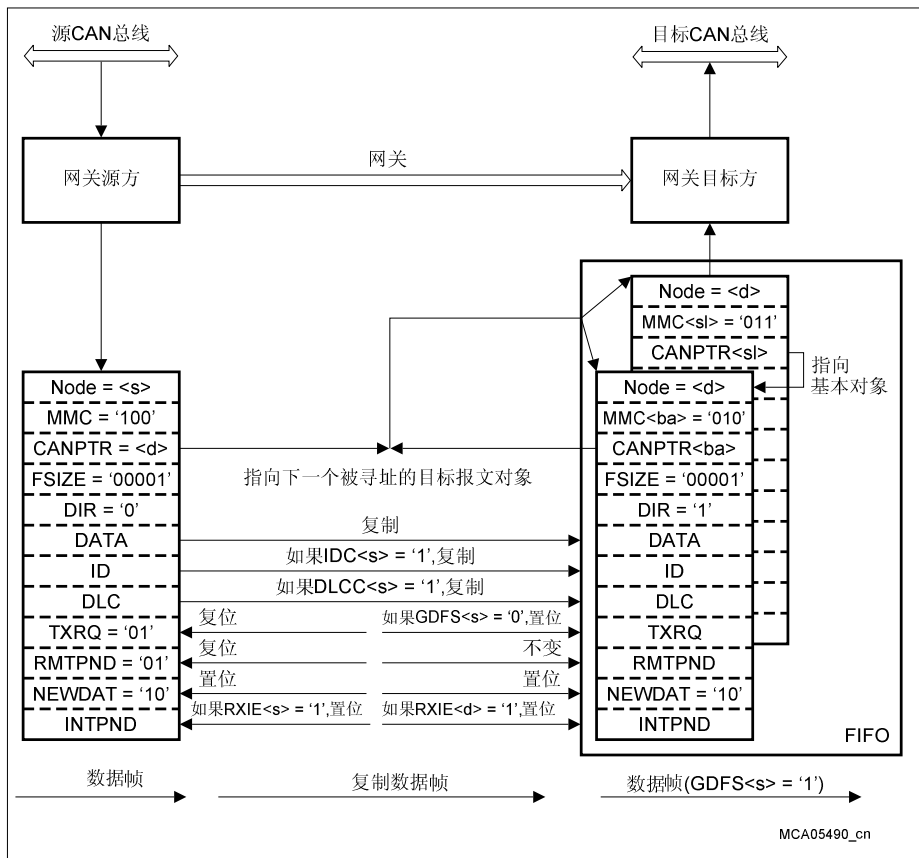 源CAN总线
目标CAN总线
网关源方
网关
网关目标方
Node = <d>
MMC<sl> = ‘011’
CANPTR<sl>
指向
基本对象
Node = <s>
MMC = ‘100’
CANPTR = <d>
FSIZE = ‘00001’
DIR = ‘0’
DATA
ID
DLC
TXRQ = ‘01’
RMTPND = ‘01’
NEWDAT = ‘10’
INTPND
指向下一个被寻址的目标报文对象
复制
如果IDC<s> = ‘1’,复制
如果DLCC<s> = ‘1’,复制
复位
如果GDFS<s> = ‘0’,置位
复位
不变
置位
置位
如果RXIE<s> = ‘1’,置位
如果RXIE<d> = ‘1’,置位
Node = <d>
MMC<ba> = ‘010’
CANPTR<ba>
FSIZE = ‘00001’
DIR = ‘1’
DATA
ID
DLC
TXRQ
RMTPND
NEWDAT = ‘10’
INTPND
FIFO
数据帧
复制数据帧
数据帧(GDFS<s> = ‘1’)
MCA05490_cn